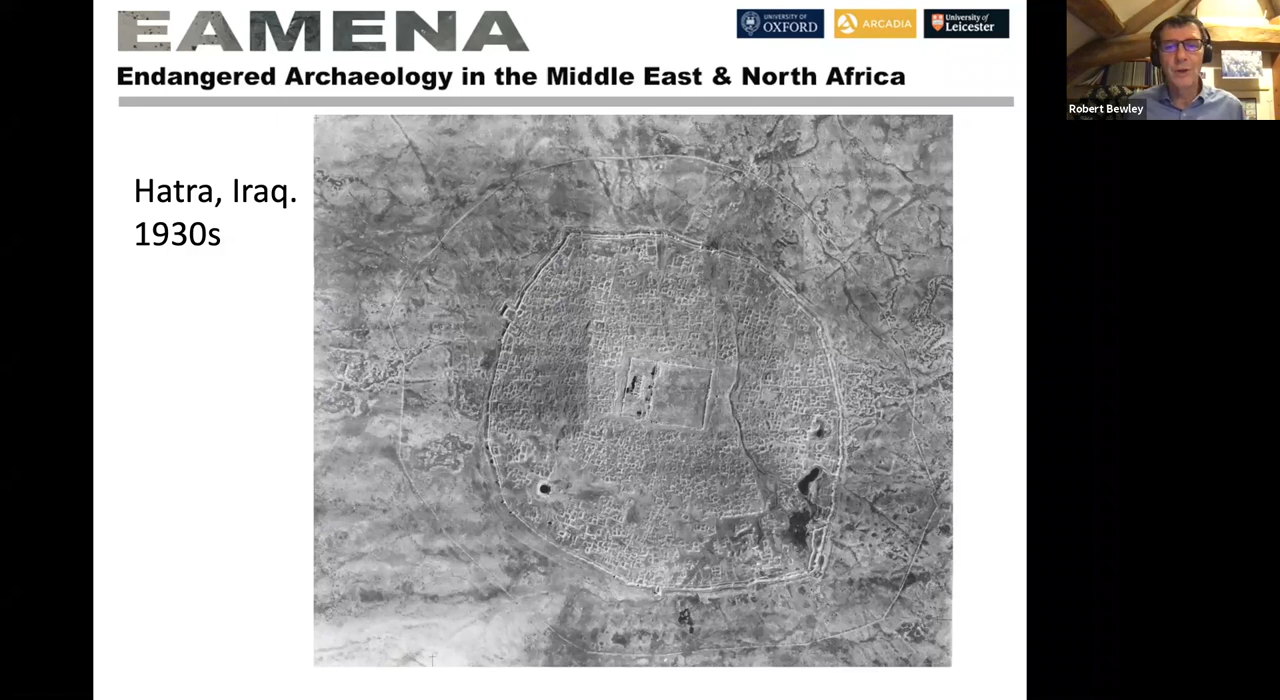 EAMENA
UNIVERSITY OF
OXFORD
ARCADIA
University of
Leicester
Endangered Archaeology in the Middle East & North Africa
Robert Bewley
Hatra, Iraq.
1930s